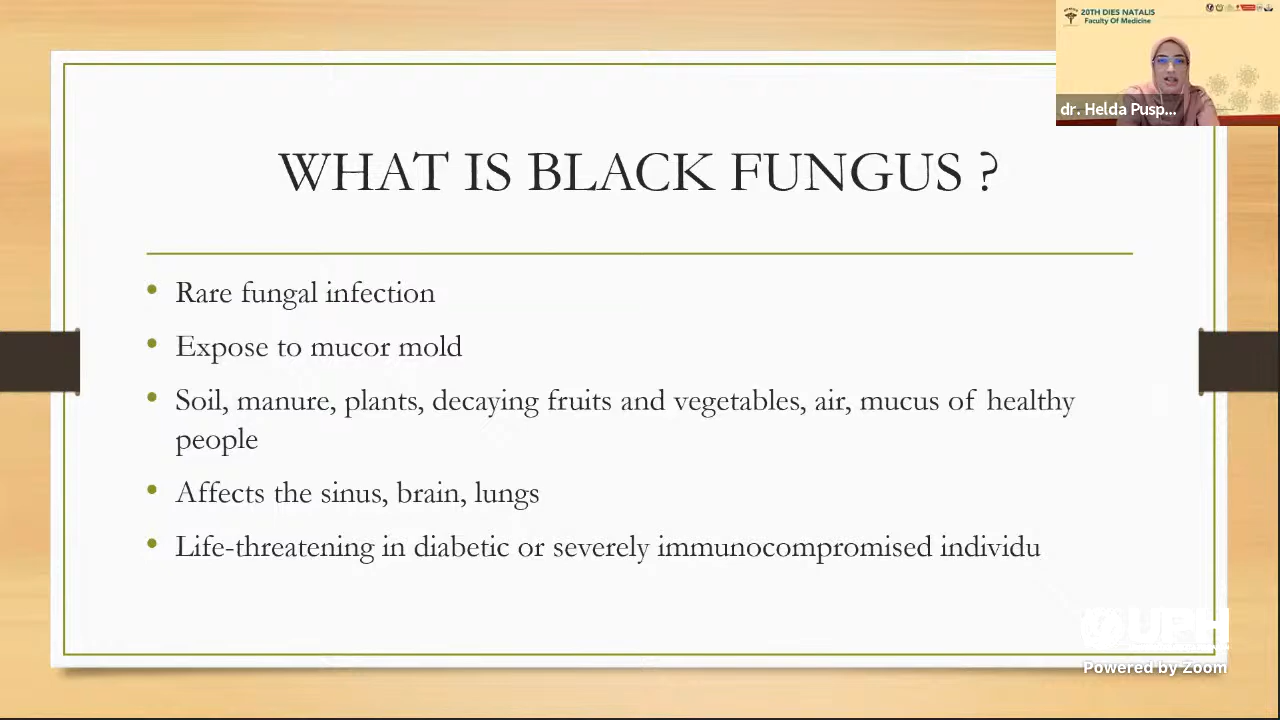 20TH DIES NATALIS
Faculty Of Medicine
dr. Helda Pusp...
WHAT IS BLACK FUNGUS ?
• Rare fungal infection
• Expose to mucor mold
• Soil, manure, plants, decaying fruits and vegetables, air, mucus of healthy
people
• Affects the sinus, brain, lungs
• Life-threatening in diabetic or severely immunocompromised individu
UPH
Powered by Zoom